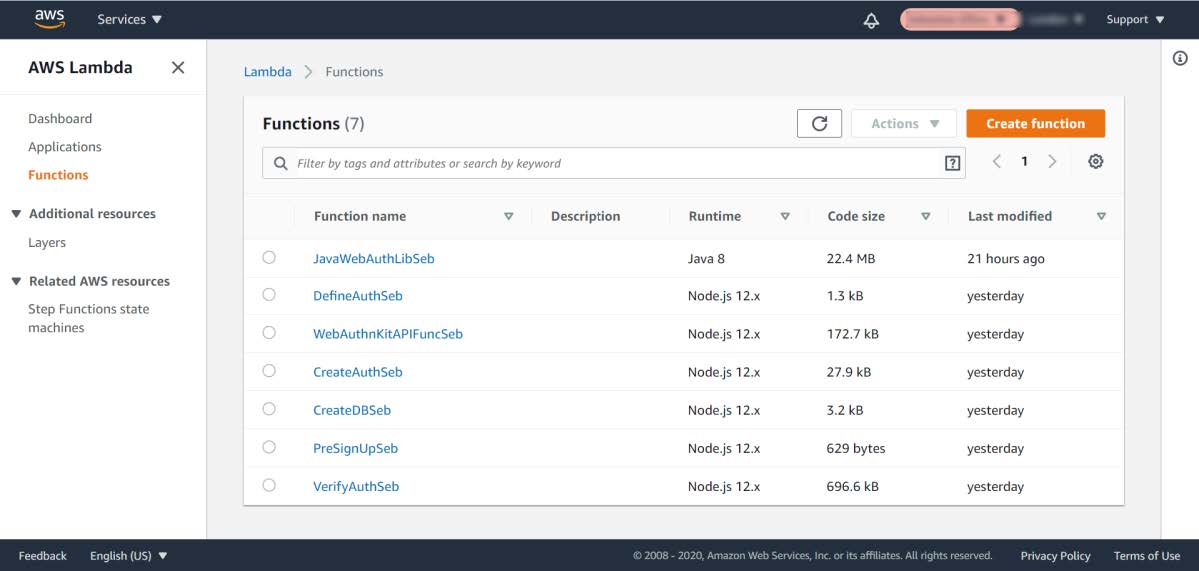 aws Services Support
AWS Lambda
Lambda Functions
Dashboard
Applications
Functions
Additional resources
Layers
Related AWS resources
Step Functions state
machines
Functions (7) Actions Create function
Filter by tags and attributes or search by keyword ? 1
Function name Description Runtime Code size Last modified
JavaWebAuthLibSeb Java 8 22.4 MB 21 hours ago
DefineAuthSeb Node.js 12.x 1.3 kB yesterday
WebAuthnKitAPIFuncSeb Node.js 12.x 172.7 kB yesterday
CreateAuthSeb Node.js 12.x 27.9 kB yesterday
CreateDBSeb Node.js 12.x 3.2 kB yesterday
PreSignUpSeb Node.js 12.x 629 bytes yesterday
VerifyAuthSeb Node.js 12.x 696.6 kB yesterday
Feedback English (US) © 2008 - 2020, Amazon Web Services, Inc. or its affiliates. All rights reserved. Privacy Policy Terms of Use